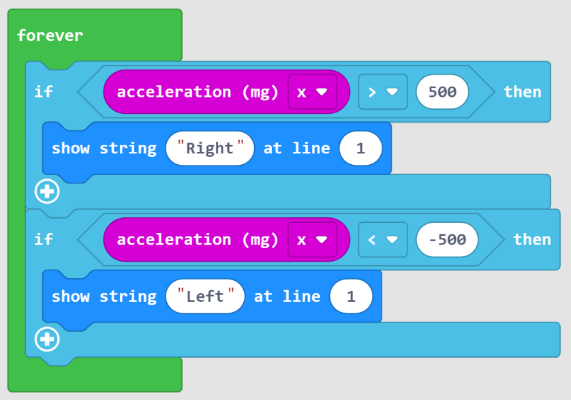 forever
if acceleration (mg) x > 500 then
show string "Right" at line 1
if acceleration (mg) x < -500 then
show string "Left" at line 1